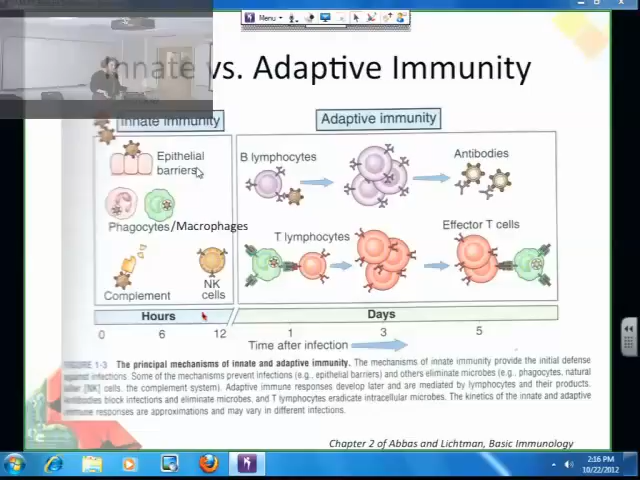 Menu
Innate vs. Adaptive Immunity
Innate immunity
Adaptive immunity
Epithelial
barriers
B lymphocytes
Antibodies
Phagocytes/Macrophages
T lymphocytes
Effector T cells
Complement
NK
cells
Hours
Days
0 6 12 1 3 5
Time after infection
FIGURE 1-3 The principal mechanisms of innate and adaptive immunity. The mechanisms of innate immunity provide the initial defense
against infections. Some of the mechanisms prevent infections (e.g., epithelial barriers) and others eliminate microbes (e.g., phagocytes, natural
killer [NK] cells, the complement system). Adaptive immune responses develop later and are mediated by lymphocytes and their products.
Antibodies block infections and eliminate microbes, and T lymphocytes eradicate intracellular microbes. The kinetics of the innate and adaptive
immune responses are approximations and may vary in different infections.
Chapter 2 of Abbas and Lichtman, Basic Immunology
2:16 PM
10/22/2012